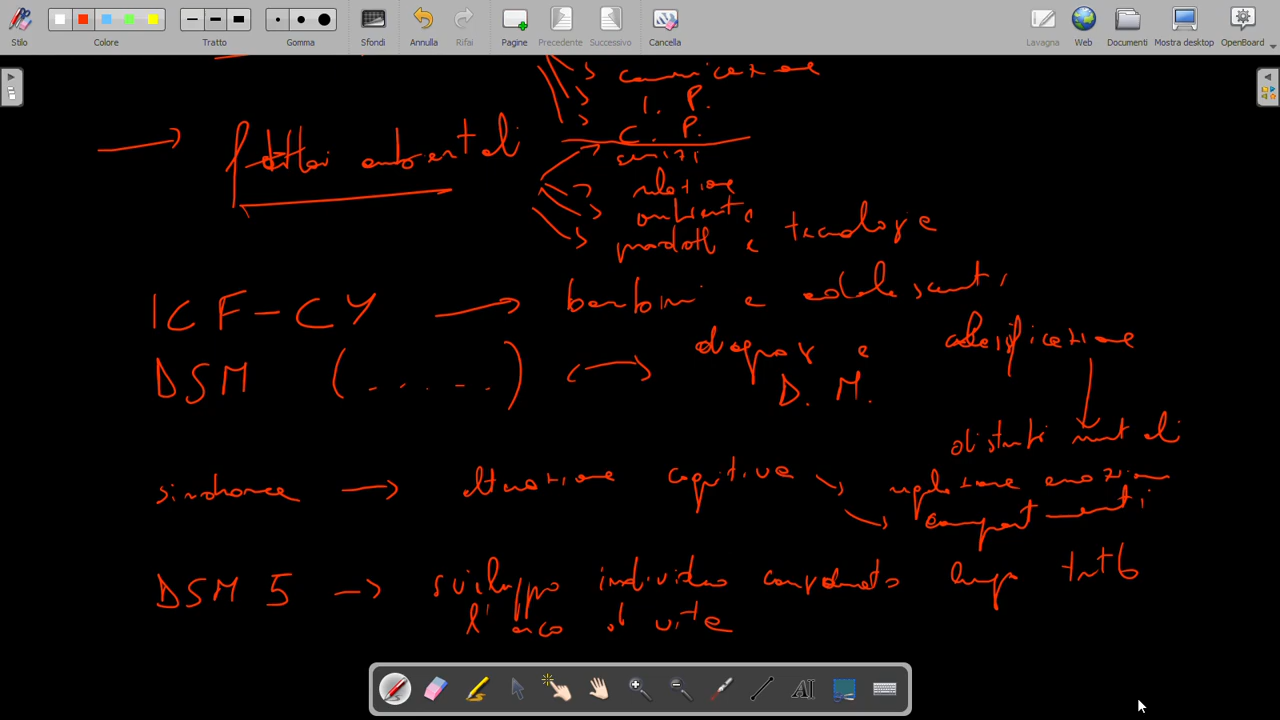 Stilo Colore Tratto Gomma Sfondi Annulla Rifai Pagine Precedente Successivo Cancella Lavagna Web Documenti Mostra desktop OpenBoard
comunicazione
I. P.
C. P.
→ fattori ambientali
servizi
relazione
ambienti
prodotti e tecnologie
ICF-CY → bambini e adolescenti
DSM (......) ↔ diagnosi e classificazione
D. M.
disturbi mentali
sindrome → alterazione cognitiva
regolazione emozioni
comportamenti
DSM 5 → sviluppo individuo considerato lungo tutto
l'arco di vita